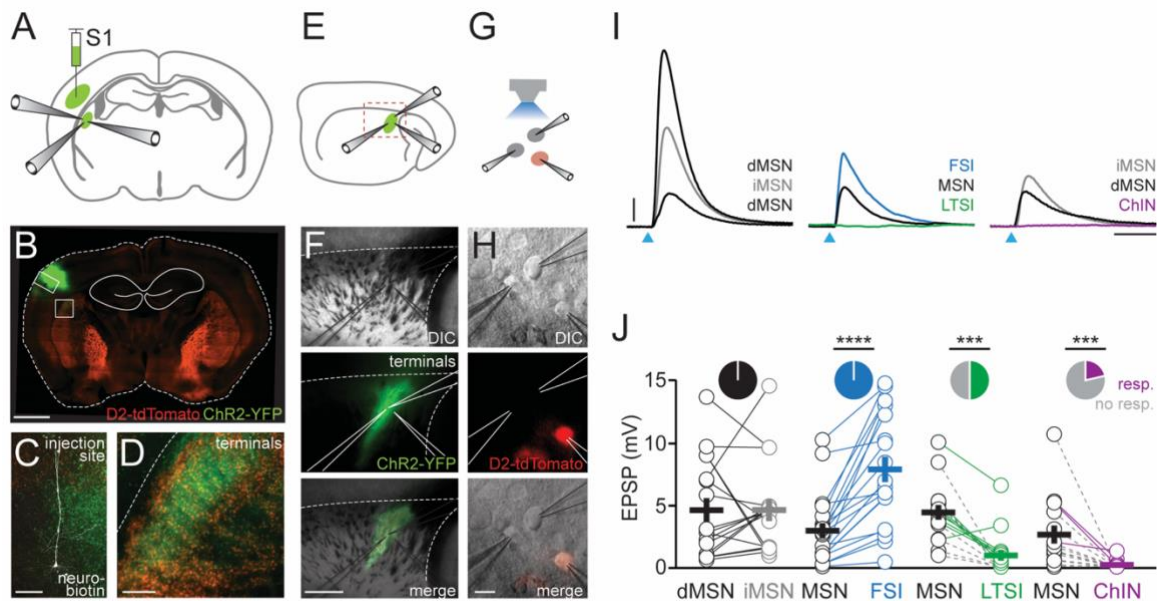 A
S1
E
G
I
dMSN
iMSN
dMSN
FSI
MSN
LTSI
iMSN
dMSN
ChIN
B
D2-tdTomato ChR2-YFP
C
injection site
neuro-
biotin
D
terminals
F
DIC
terminals
ChR2-YFP
merge
H
DIC
D2-tdTomato
merge
J
**** *** ***
resp.
no resp.
15
10
5
0
EPSP (mV)
dMSN iMSN MSN FSI MSN LTSI MSN ChIN